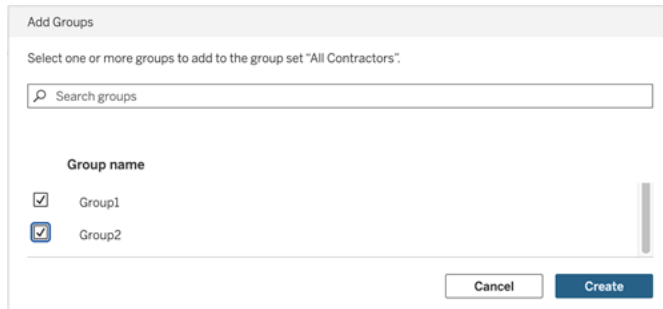 Add Groups
Select one or more groups to add to the group set "All Contractors".
Search groups
Group name
Group1
Group2
Cancel
Create